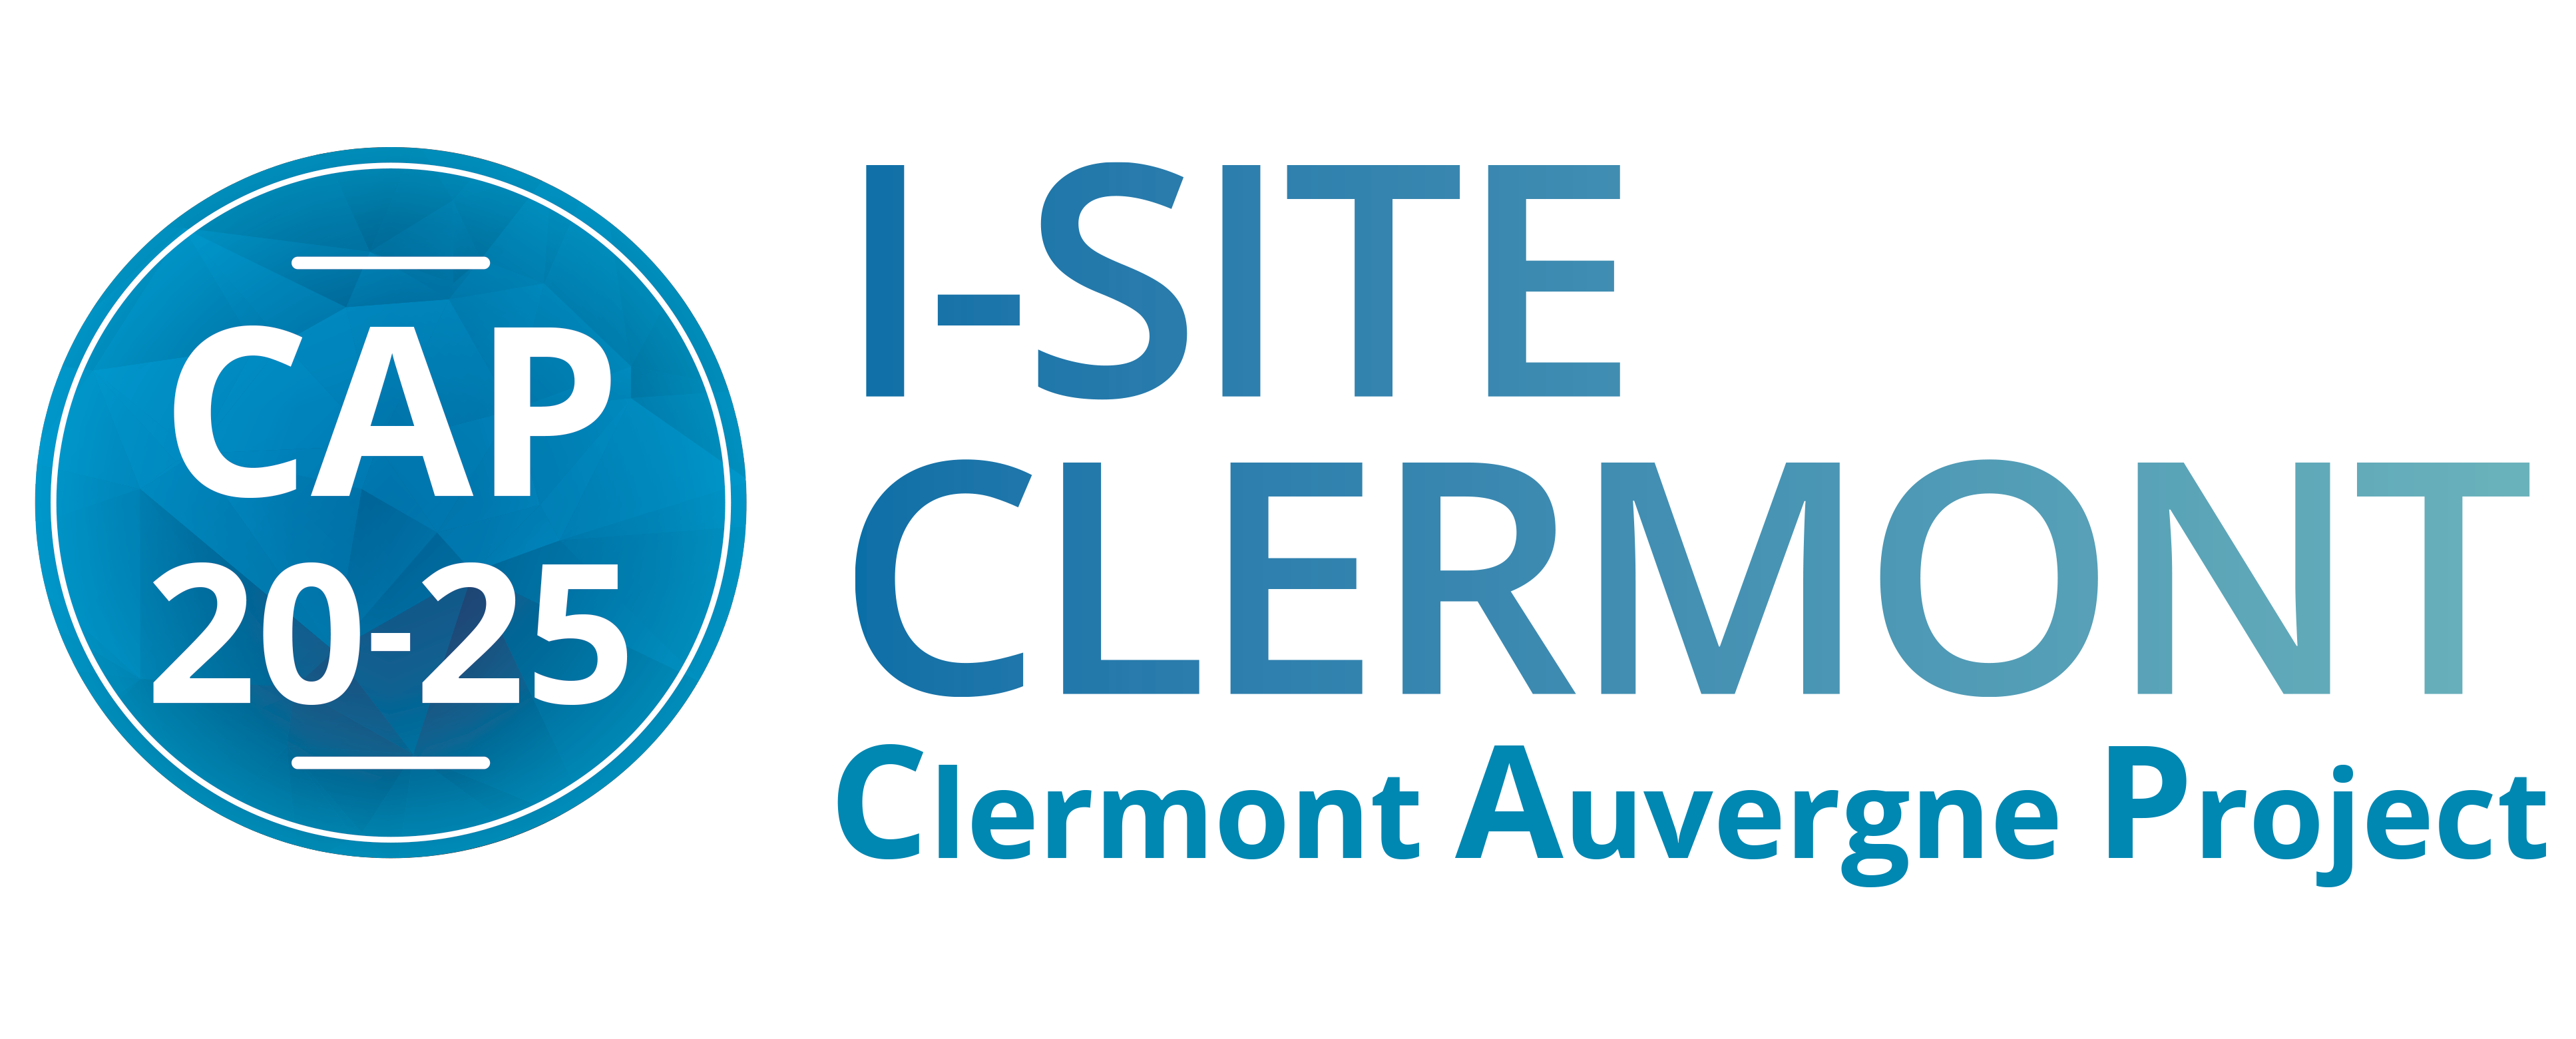 CAP
20-25
I-SITE
CLERMONT
Clermont Auvergne Project